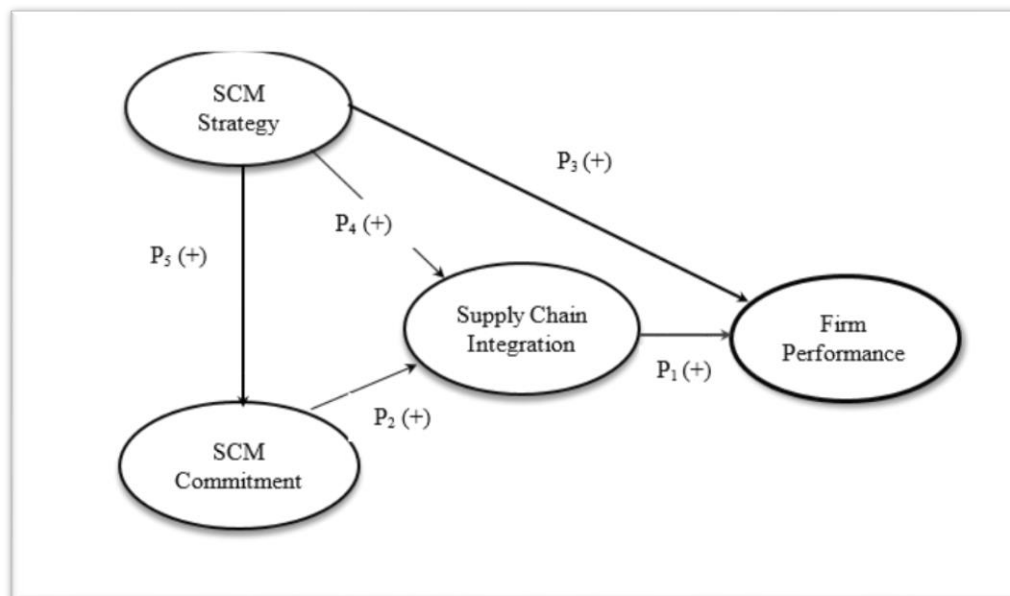 SCM
Strategy
P₃ (+)
P₄ (+)
P₅ (+)
Supply Chain
Integration
Firm
Performance
P₁ (+)
P₂ (+)
SCM
Commitment